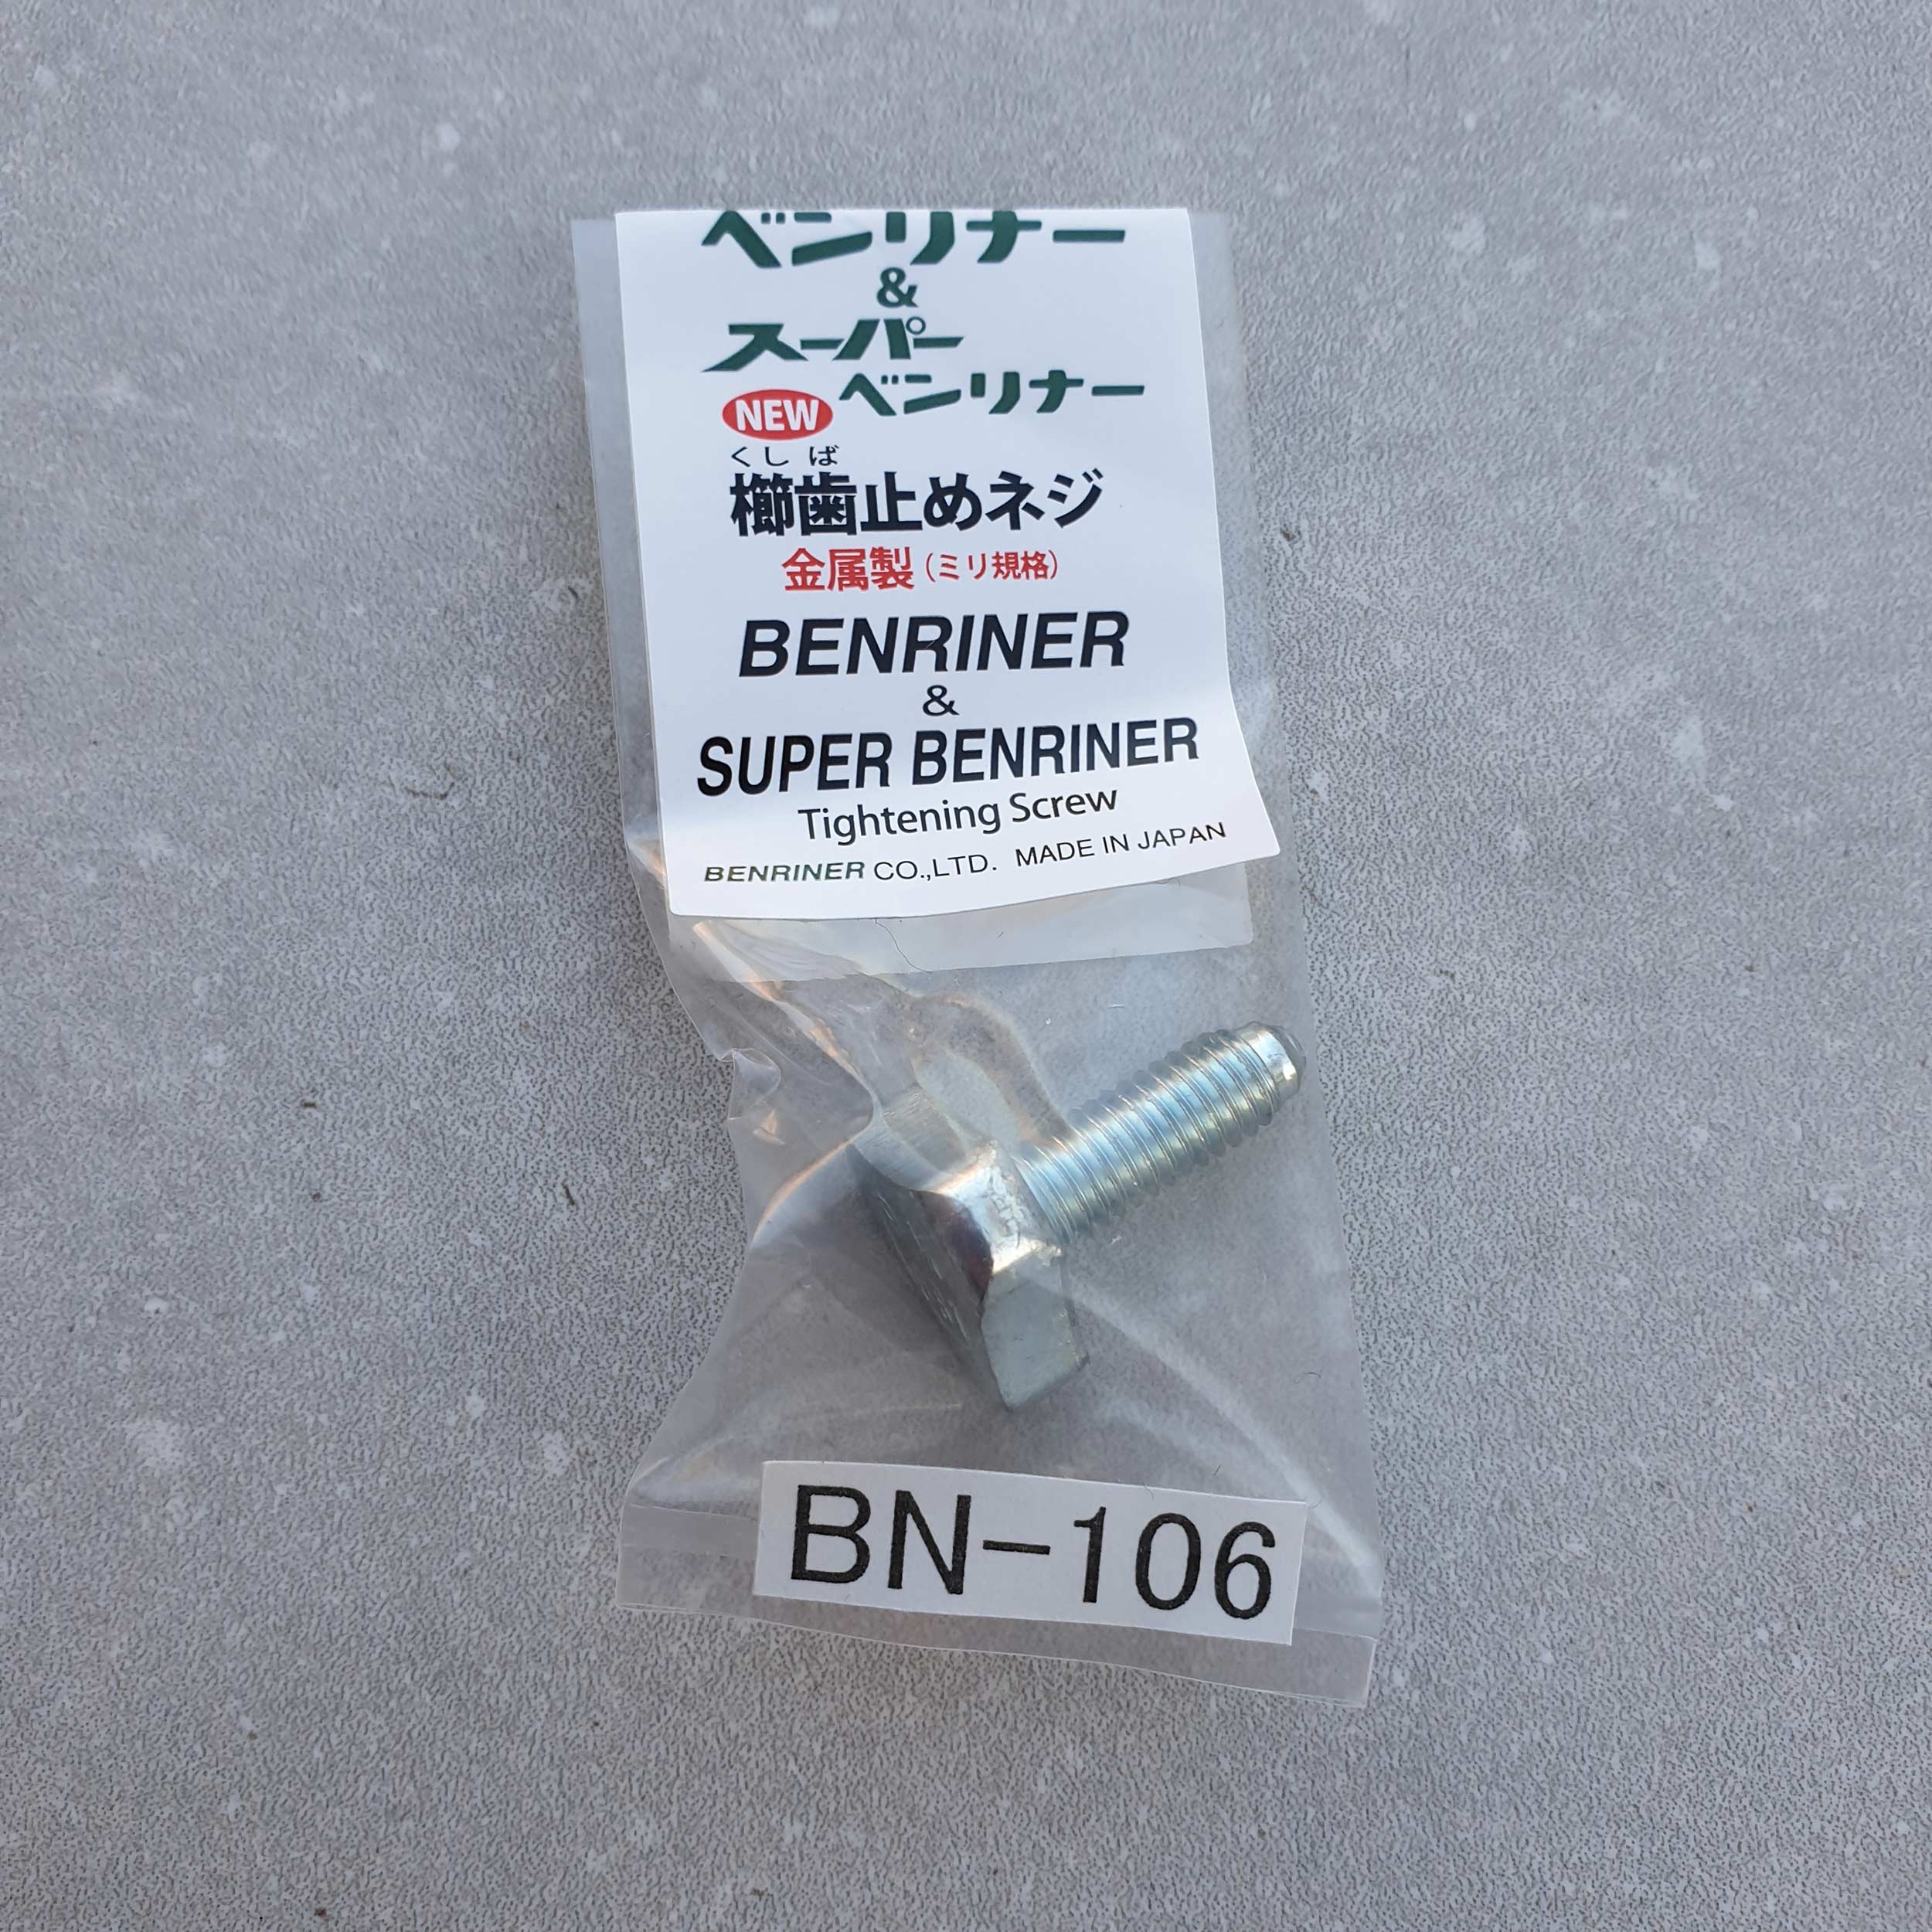 ベンリナー
&
スーパー
ベンリナー
NEW
くしば
櫛歯止めネジ
金属製(ミリ規格)
BENRINER
&
SUPER BENRINER
Tightening Screw
BENRINER CO.,LTD. MADE IN JAPAN
BN-106